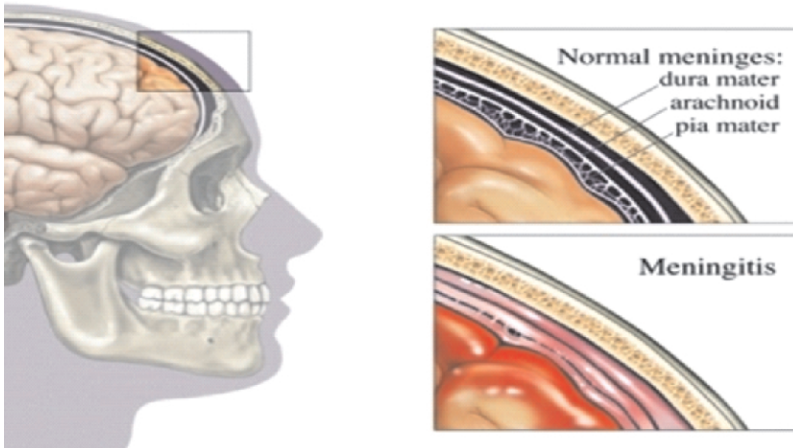 Normal meninges:
dura mater
arachnoid
pia mater
Meningitis